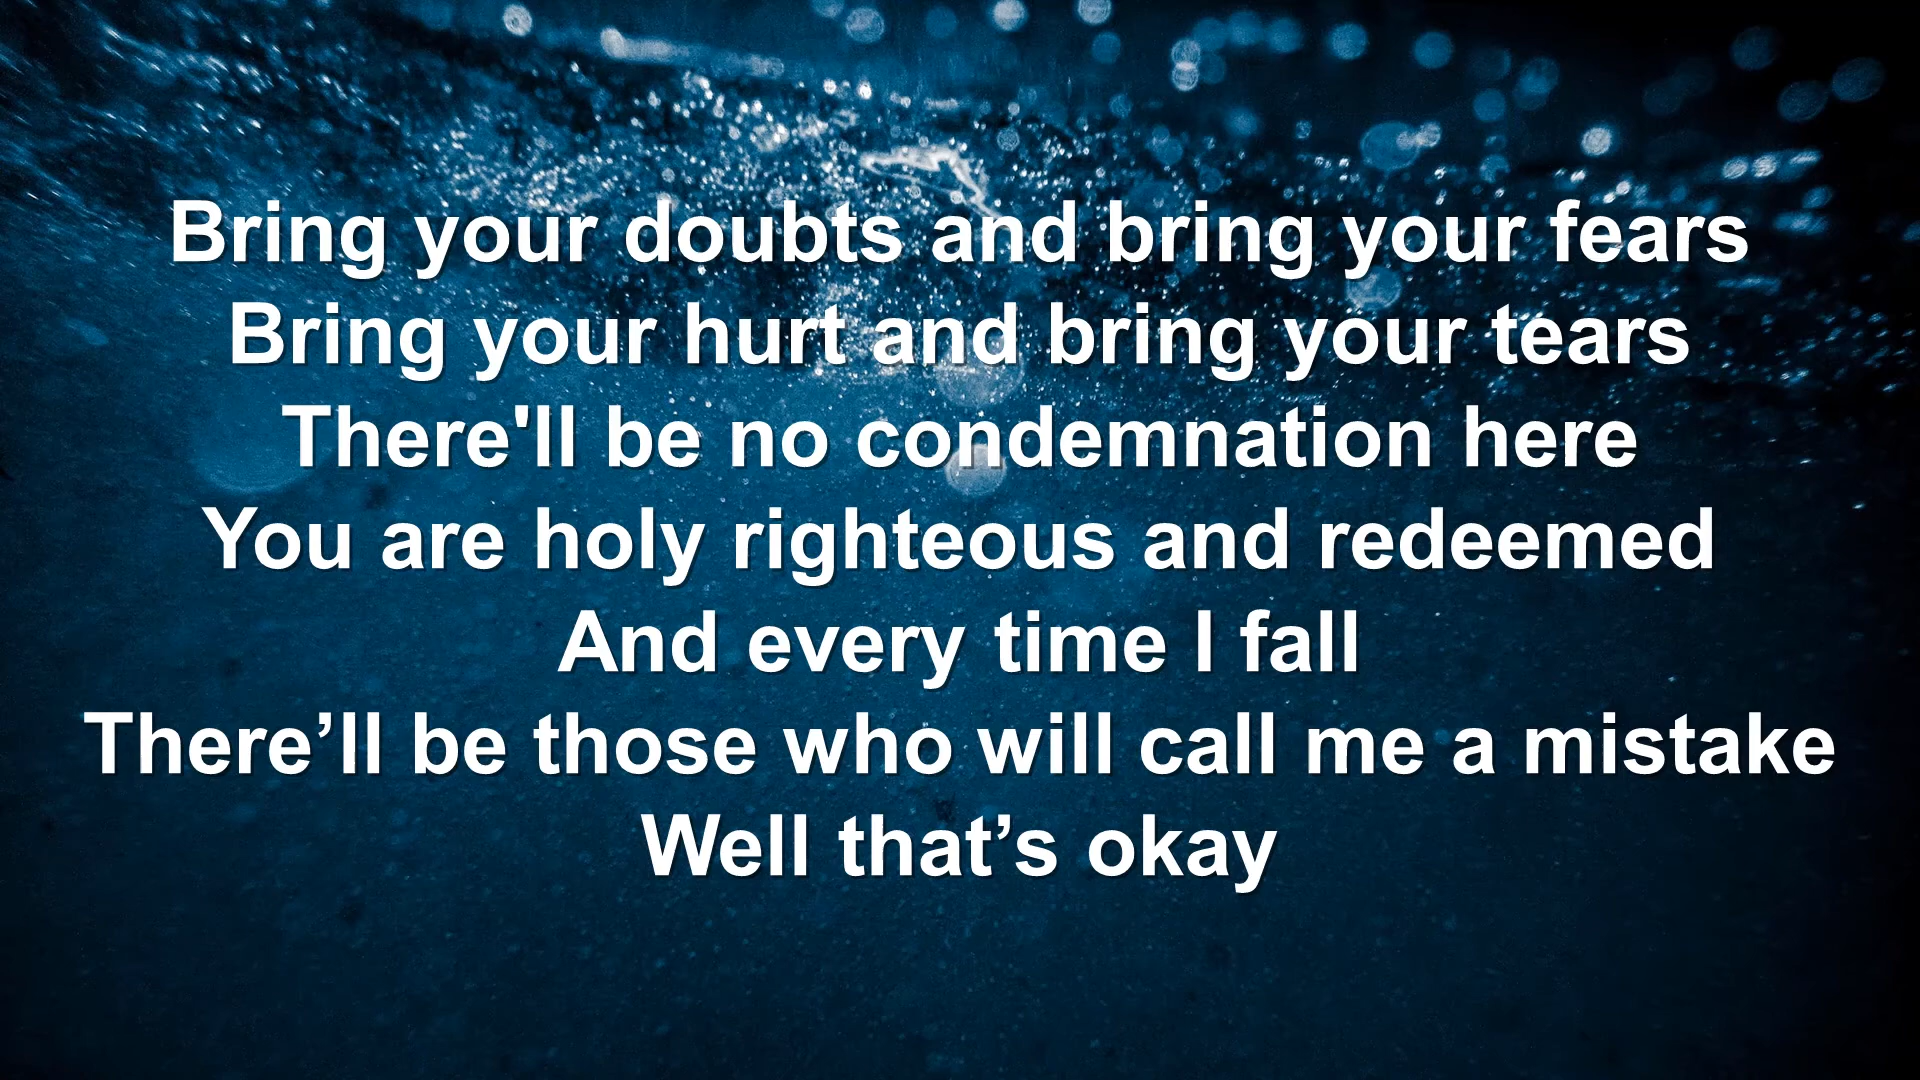 Bring your doubts and bring your fears
Bring your hurt and bring your tears
There'll be no condemnation here
You are holy righteous and redeemed
And every time I fall
There’ll be those who will call me a mistake
Well that’s okay